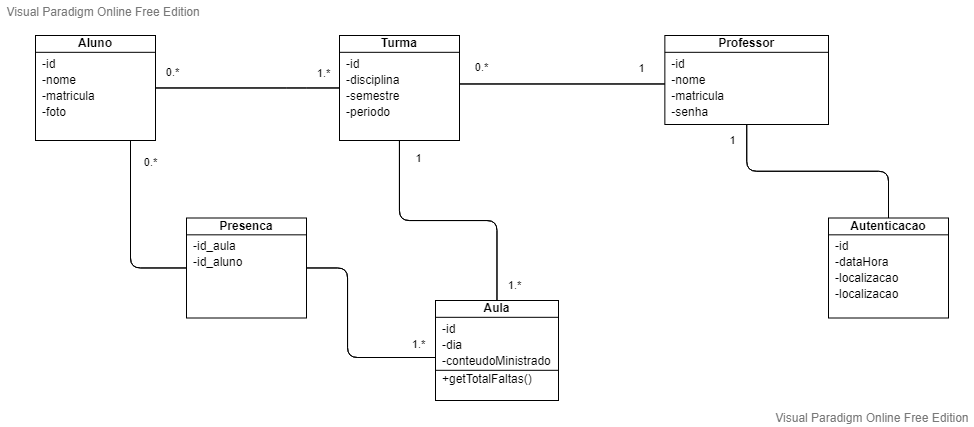 Visual Paradigm Online Free Edition
Aluno
-id
-nome
-matricula
-foto
0.*
1.*
Turma
-id
-disciplina
-semestre
-periodo
0.*
1
Professor
-id
-nome
-matricula
-senha
0.*
1
1
Presenca
-id_aula
-id_aluno
Autenticacao
-id
-dataHora
-localizacao
-localizacao
1.*
1.*
Aula
-id
-dia
-conteudoMinistrado
+getTotalFaltas()
Visual Paradigm Online Free Edition